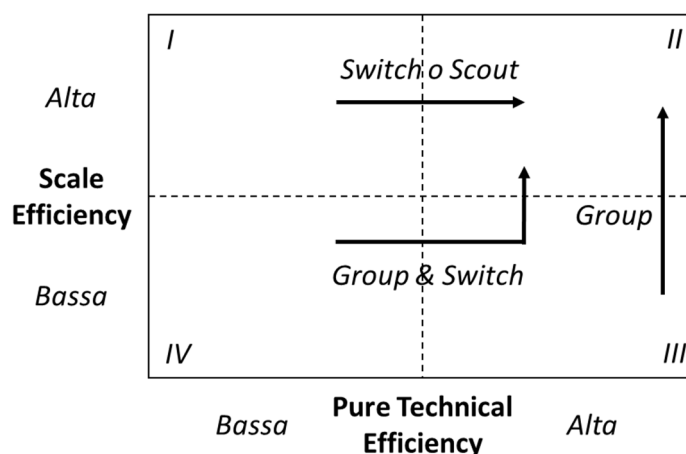 I
II
Switch o Scout
Alta
Scale
Efficiency
Group
Group & Switch
Bassa
IV
III
Bassa
Pure Technical
Efficiency
Alta